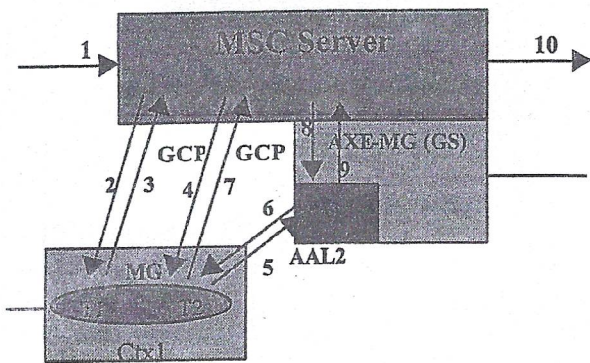 MSC Server
1
10
GCP
GCP
8
AXE-MG (GS)
9
2
3
4
7
6
5
AAL2
MG
T1
T2
Ctx1